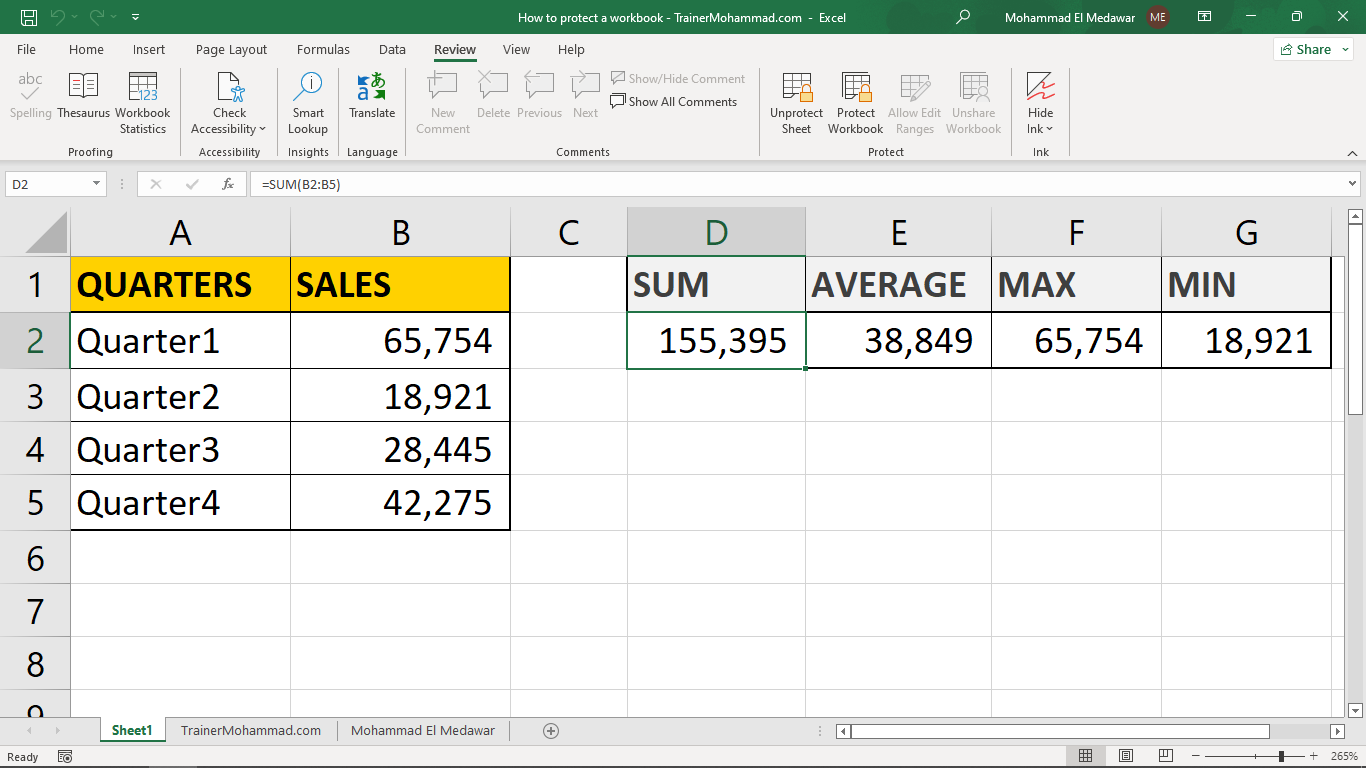 How to protect a workbook - TrainerMohammad.com - Excel
Mohammad El Medawar ME
File Home Insert Page Layout Formulas Data Review View Help Share
abc
Spelling Thesaurus Workbook Statistics
Proofing
123
Check Accessibility
Accessibility
Smart Lookup
Insights
a
Translate
Language
New Comment Delete Previous Next
Show/Hide Comment
Show All Comments
Comments
Unprotect Sheet Protect Workbook Allow Edit Ranges Unshare Workbook
Protect
Hide Ink
Ink
D2 fx =SUM(B2:B5)
A B C D E F G
1 QUARTERS SALES SUM AVERAGE MAX MIN
2 Quarter1 65,754 155,395 38,849 65,754 18,921
3 Quarter2 18,921
4 Quarter3 28,445
5 Quarter4 42,275
6
7
8
9
Sheet1 TrainerMohammad.com Mohammad El Medawar
Ready 265%